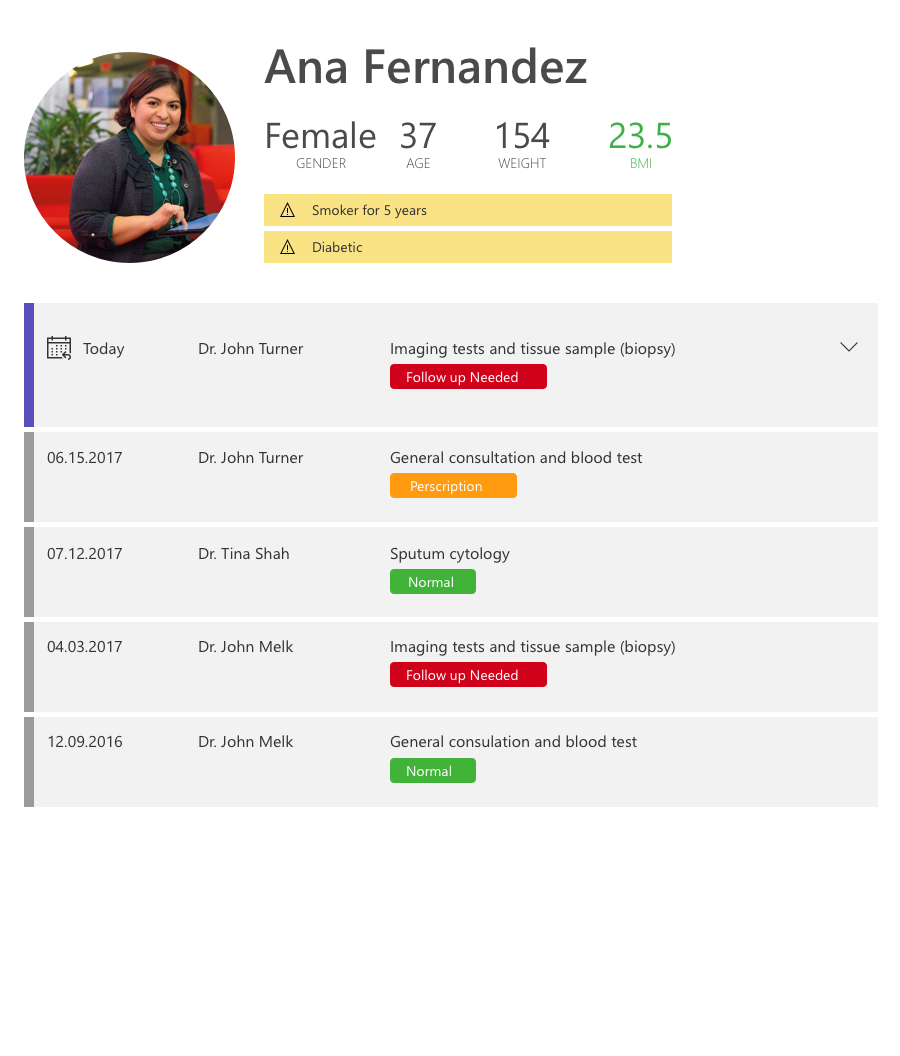 Ana Fernandez
Female 37 154 23.5
GENDER AGE WEIGHT BMI
Smoker for 5 years
Diabetic
Today Dr. John Turner Imaging tests and tissue sample (biopsy)
Follow up Needed
06.15.2017 Dr. John Turner General consultation and blood test
Perscription
07.12.2017 Dr. Tina Shah Sputum cytology
Normal
04.03.2017 Dr. John Melk Imaging tests and tissue sample (biopsy)
Follow up Needed
12.09.2016 Dr. John Melk General consulation and blood test
Normal